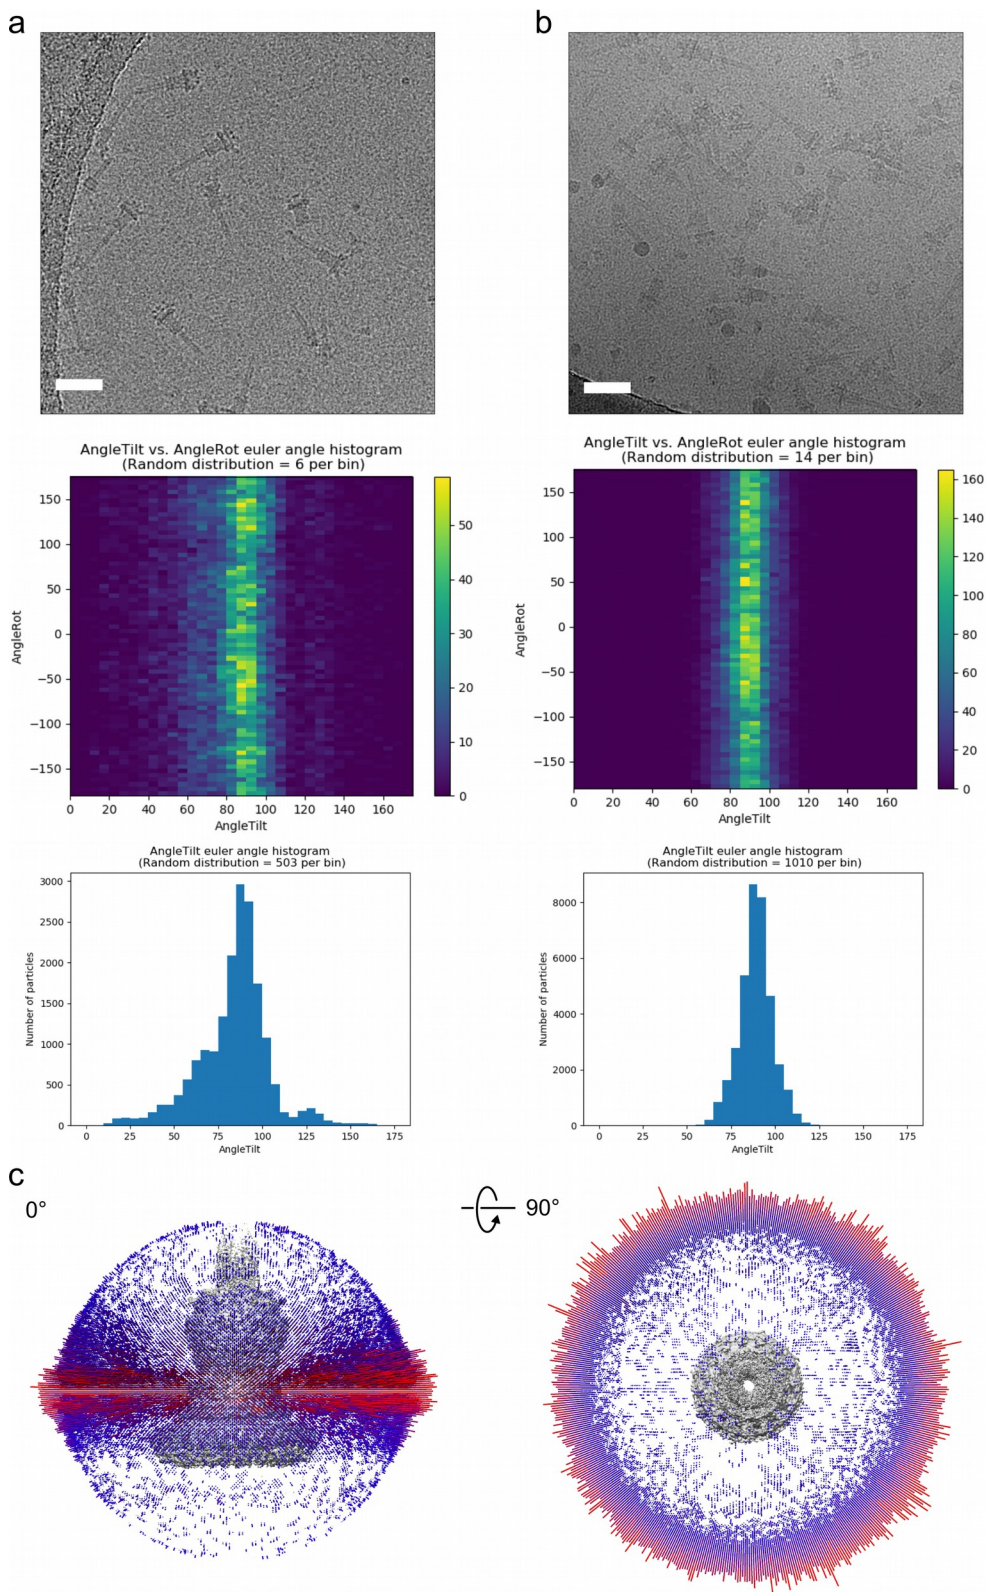 a
b
AngleTilt vs. AngleRot euler angle histogram
(Random distribution = 6 per bin)
150
100
50
0
−50
−100
−150
AngleRot
0 20 40 60 80 100 120 140 160
AngleTilt
50
40
30
20
10
0
AngleTilt vs. AngleRot euler angle histogram
(Random distribution = 14 per bin)
150
100
50
0
−50
−100
−150
AngleRot
0 20 40 60 80 100 120 140 160
AngleTilt
160
140
120
100
80
60
40
20
0
AngleTilt euler angle histogram
(Random distribution = 503 per bin)
3000
2500
2000
1500
1000
500
0
Number of particles
0 25 50 75 100 125 150 175
AngleTilt
AngleTilt euler angle histogram
(Random distribution = 1010 per bin)
8000
6000
4000
2000
0
Number of particles
0 25 50 75 100 125 150 175
AngleTilt
c
0°
90°